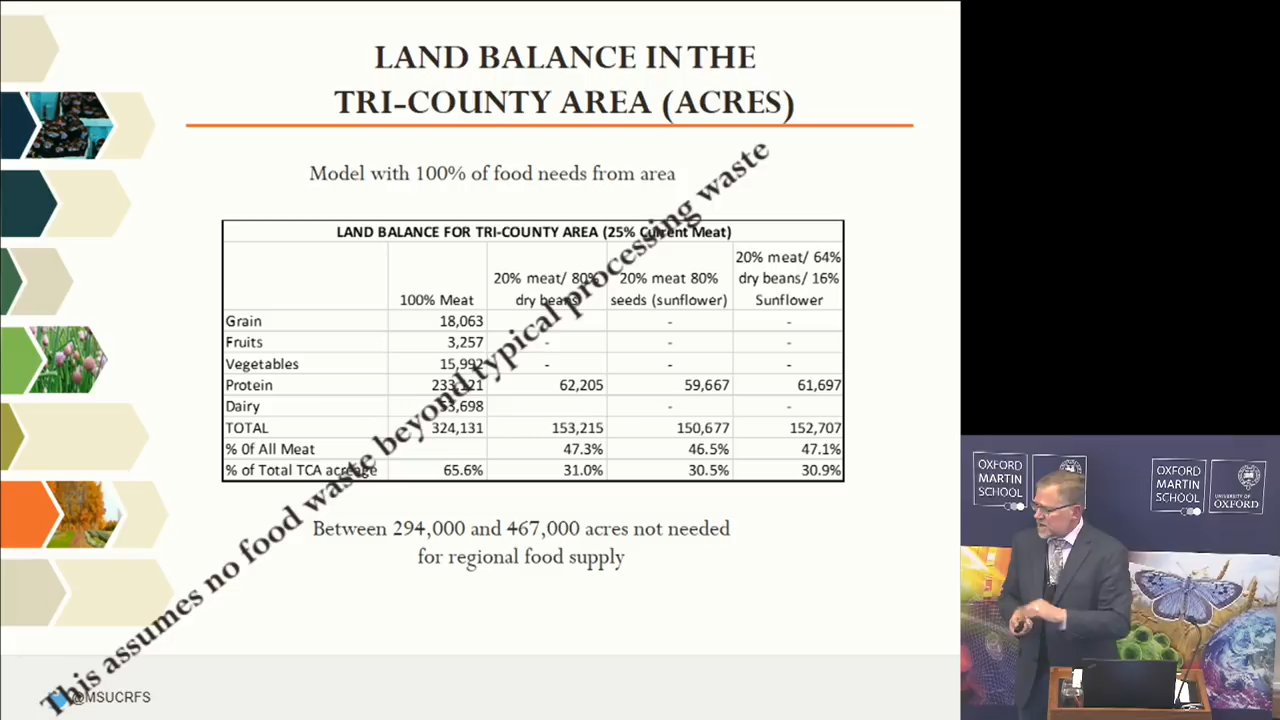 LAND BALANCE IN THE
TRI-COUNTY AREA (ACRES)
Model with 100% of food needs from area
LAND BALANCE FOR TRI-COUNTY AREA (25% Current Meat)
100% Meat 20% meat/ 80% dry beans 20% meat 80% seeds (sunflower) 20% meat/ 64% dry beans/ 16% Sunflower
Grain 18,063 - -
Fruits 3,257 - - -
Vegetables 15,992 - - -
Protein 62,205 59,667 61,697
Dairy - -
TOTAL 324,131 153,215 150,677 152,707
% Of All Meat 47.3% 46.5% 47.1%
% of Total TCA acreage 65.6% 31.0% 30.5% 30.9%
This assumes no food waste beyond typical processing waste
Between 294,000 and 467,000 acres not needed
for regional food supply
@MSUCRFS
OXFORD
MARTIN
SCHOOL
OXFORD
MARTIN
SCHOOL
UNIVERSITY OF
OXFORD